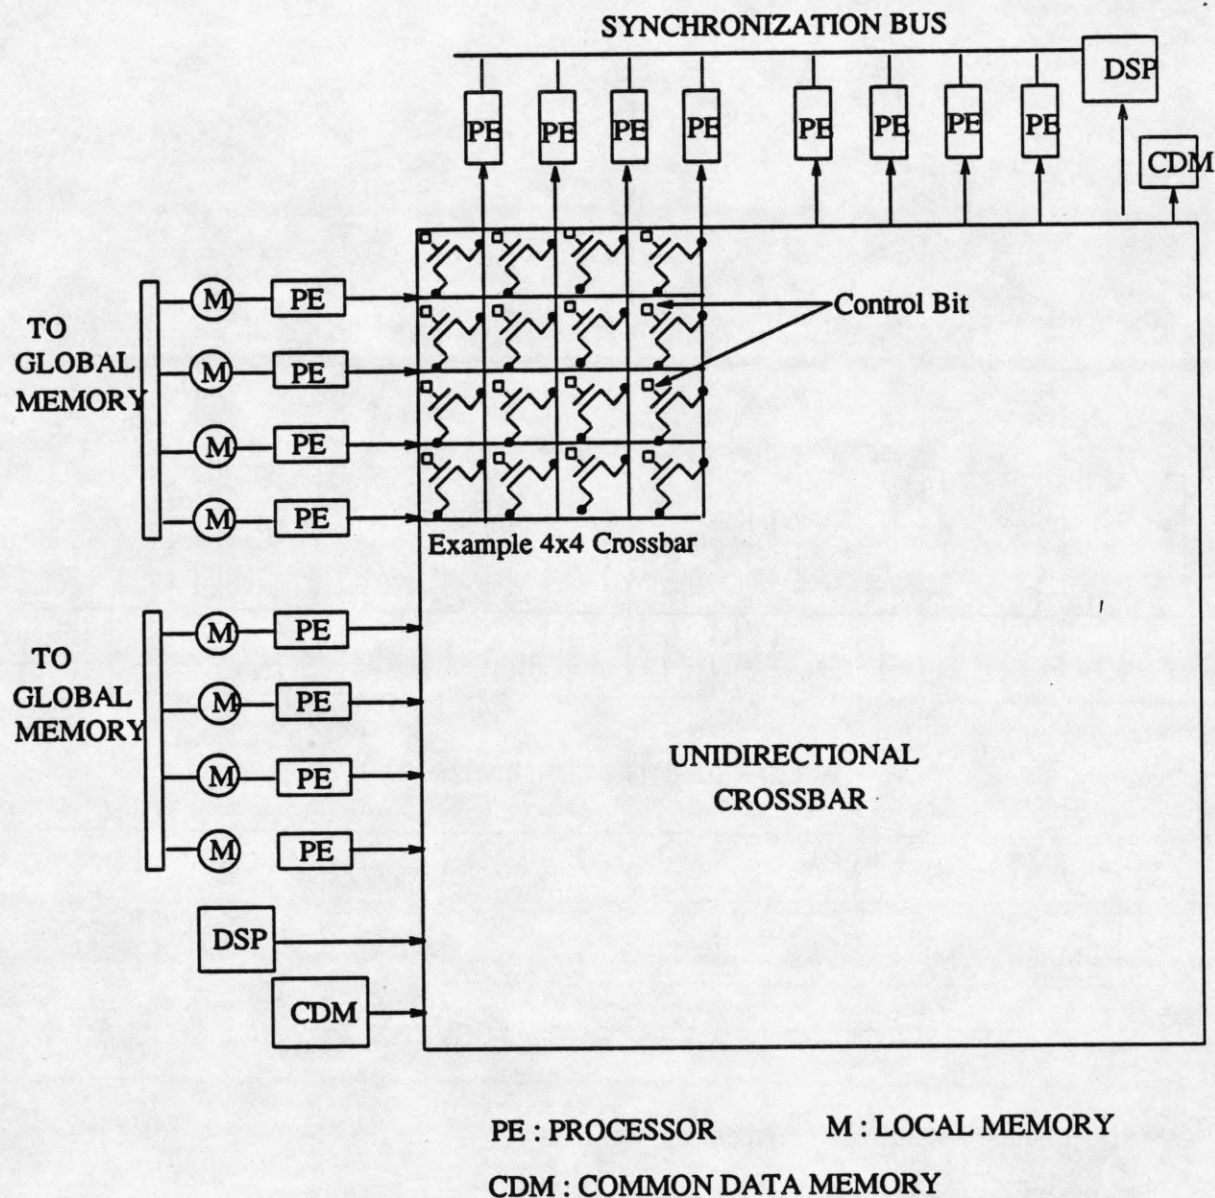 SYNCHRONIZATION BUS
DSP
PE PE PE PE PE PE PE PE
CDM
M PE
Control Bit
TO
GLOBAL
MEMORY
M PE
M PE
M PE
Example 4x4 Crossbar
M PE
TO
GLOBAL
MEMORY
M PE
M PE
M PE
UNIDIRECTIONAL
CROSSBAR
DSP
CDM
PE : PROCESSOR M : LOCAL MEMORY
CDM : COMMON DATA MEMORY